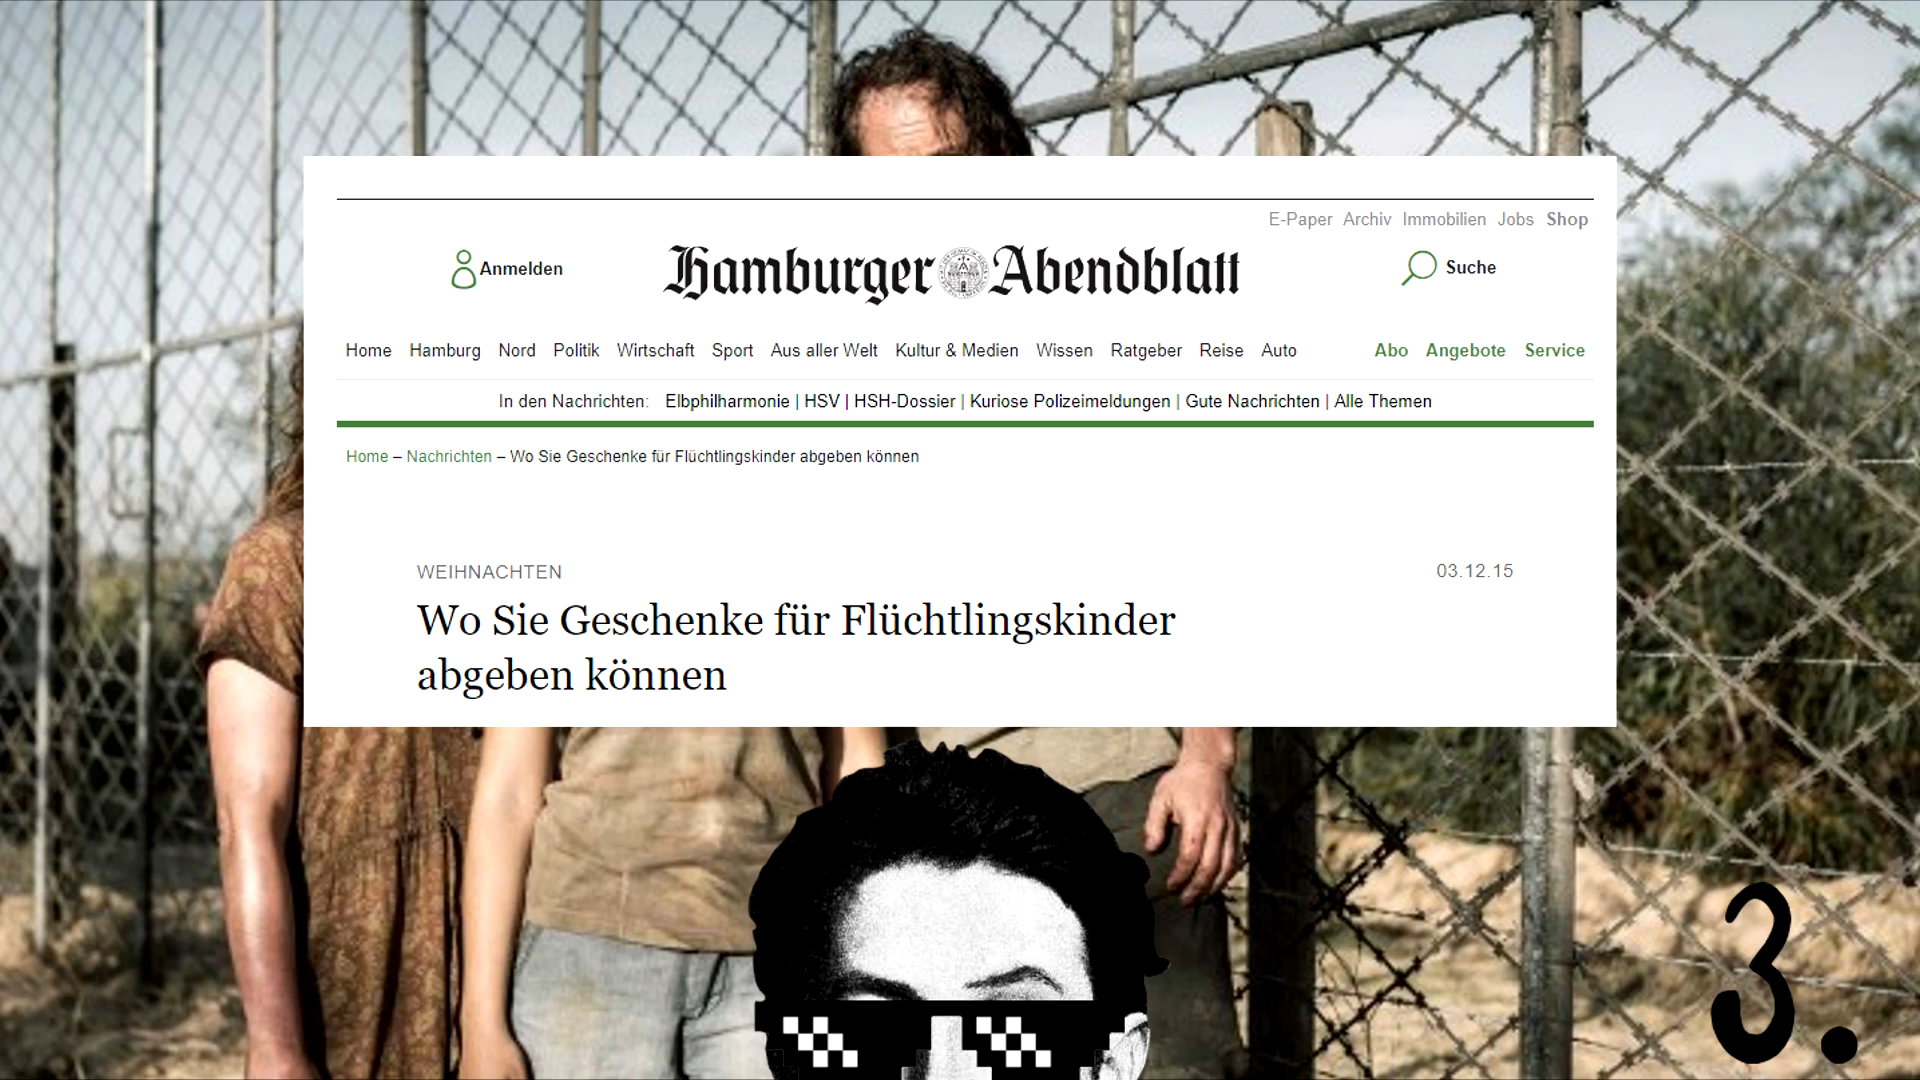 E-Paper Archiv Immobilien Jobs Shop
Anmelden
Hamburger Abendblatt
Suche
Home Hamburg Nord Politik Wirtschaft Sport Aus aller Welt Kultur & Medien Wissen Ratgeber Reise Auto Abo Angebote Service
In den Nachrichten: Elbphilharmonie | HSV | HSH-Dossier | Kuriose Polizeimeldungen | Gute Nachrichten | Alle Themen
Home – Nachrichten – Wo Sie Geschenke für Flüchtlingskinder abgeben können
WEIHNACHTEN 03.12.15
Wo Sie Geschenke für Flüchtlingskinder
abgeben können
3.